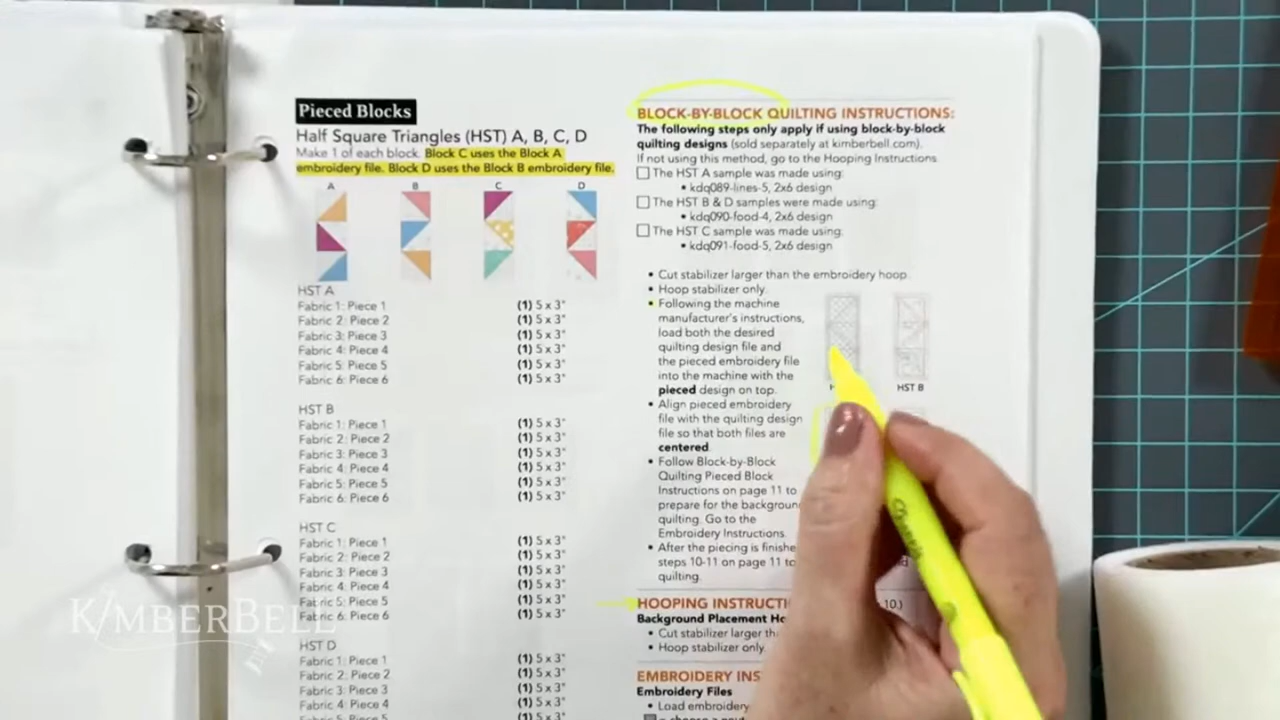 Pieced Blocks
Half Square Triangles (HST) A, B, C, D
Make 1 of each block. Block C uses the Block A
embroidery file. Block D uses the Block B embroidery file.
A B C D
HST A
Fabric 1: Piece 1 (1) 5 x 3"
Fabric 2: Piece 2 (1) 5 x 3"
Fabric 3: Piece 3 (1) 5 x 3"
Fabric 4: Piece 4 (1) 5 x 3"
Fabric 5: Piece 5 (1) 5 x 3"
Fabric 6: Piece 6 (1) 5 x 3"
HST B
Fabric 1: Piece 1 (1) 5 x 3"
Fabric 2: Piece 2 (1) 5 x 3"
Fabric 3: Piece 3 (1) 5 x 3"
Fabric 4: Piece 4 (1) 5 x 3"
Fabric 5: Piece 5 (1) 5 x 3"
Fabric 6: Piece 6 (1) 5 x 3"
HST C
Fabric 1: Piece 1 (1) 5 x 3"
Fabric 2: Piece 2 (1) 5 x 3"
Fabric 3: Piece 3 (1) 5 x 3"
Fabric 4: Piece 4 (1) 5 x 3"
Fabric 5: Piece 5 (1) 5 x 3"
Fabric 6: Piece 6 (1) 5 x 3"
HST D
Fabric 1: Piece 1 (1) 5 x 3"
Fabric 2: Piece 2 (1) 5 x 3"
Fabric 3: Piece 3 (1) 5 x 3"
Fabric 4: Piece 4 (1) 5 x 3"
KIMBERBELL
BLOCK-BY-BLOCK QUILTING INSTRUCTIONS:
The following steps only apply if using block-by-block
quilting designs (sold separately at kimberbell.com).
If not using this method, go to the Hooping Instructions.
The HST A sample was made using:
• kdq089-lines-5, 2x6 design
The HST B & D samples were made using:
• kdq090-food-4, 2x6 design
The HST C sample was made using:
• kdq091-food-5, 2x6 design
• Cut stabilizer larger than the embroidery hoop.
• Hoop stabilizer only.
• Following the machine
manufacturer's instructions,
load both the desired
quilting design file and
the pieced embroidery file
into the machine with the
pieced design on top.
HST B
• Align pieced embroidery
file with the quilting design
file so that both files are
centered.
• Follow Block-by-Block
Quilting Pieced Block
Instructions on page 11 to
prepare for the background
quilting. Go to the
Embroidery Instructions.
• After the piecing is finishe
steps 10-11 on page 11 to
quilting.
HOOPING INSTRUCTI 10.)
Background Placement Ho
• Cut stabilizer larger th
• Hoop stabilizer only.
EMBROIDERY INS
Embroidery Files
• Load embroidery